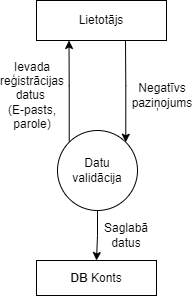 Lietotājs
Ievada
reģistrācijas
datus
(E-pasts,
parole)
Negatīvs
paziņojums
Datu
validācija
Saglabā
datus
DB Konts